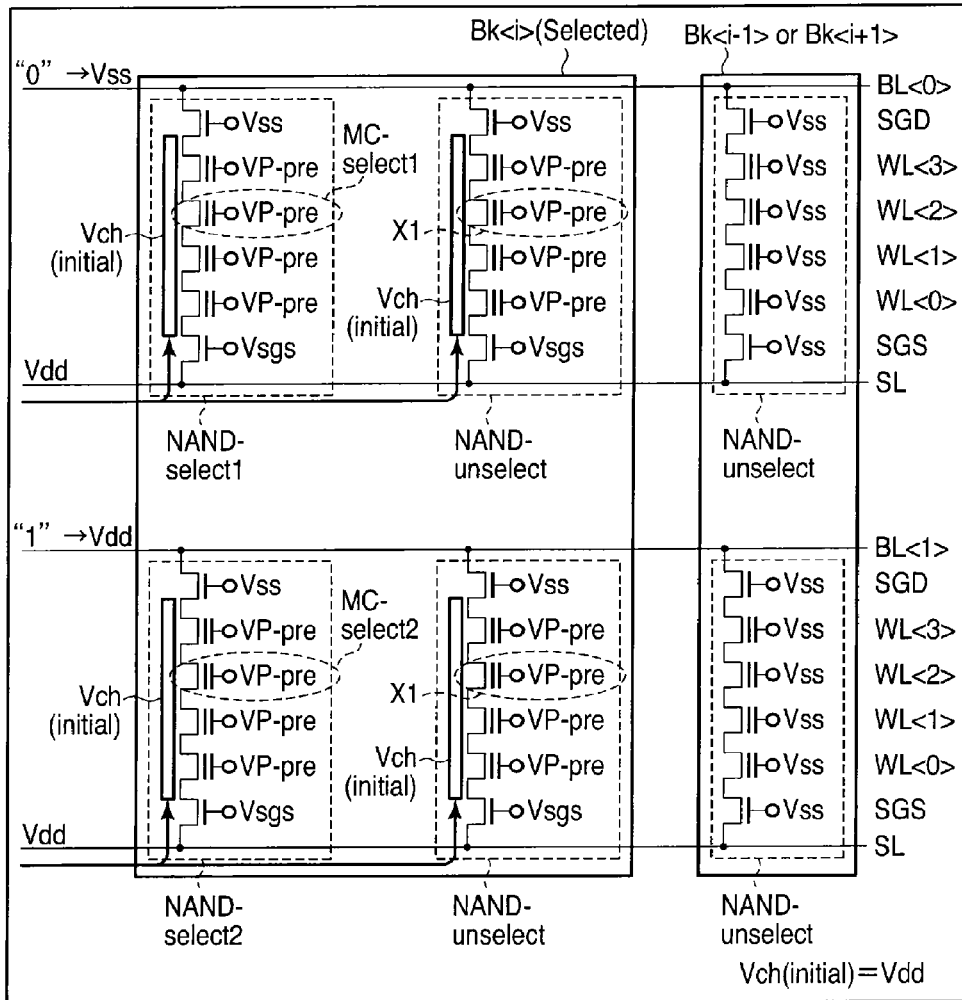 Bk<i>(Selected)
Bk<i-1> or Bk<i+1>
“0” →Vss
BL<0>
Vss
Vss
Vss
SGD
MC-
select1
VP-pre
VP-pre
Vss
WL<3>
VP-pre
VP-pre
Vss
WL<2>
Vch
(initial)
X1
VP-pre
VP-pre
Vss
WL<1>
Vch
(initial)
VP-pre
VP-pre
Vss
WL<0>
Vsgs
Vsgs
Vss
SGS
Vdd
SL
NAND-
select1
NAND-
unselect
NAND-
unselect
“1” →Vdd
BL<1>
Vss
Vss
Vss
SGD
MC-
select2
VP-pre
VP-pre
Vss
WL<3>
VP-pre
VP-pre
Vss
WL<2>
Vch
(initial)
X1
VP-pre
VP-pre
Vss
WL<1>
Vch
(initial)
VP-pre
VP-pre
Vss
WL<0>
Vsgs
Vsgs
Vss
SGS
Vdd
SL
NAND-
select2
NAND-
unselect
NAND-
unselect
Vch(initial)=Vdd